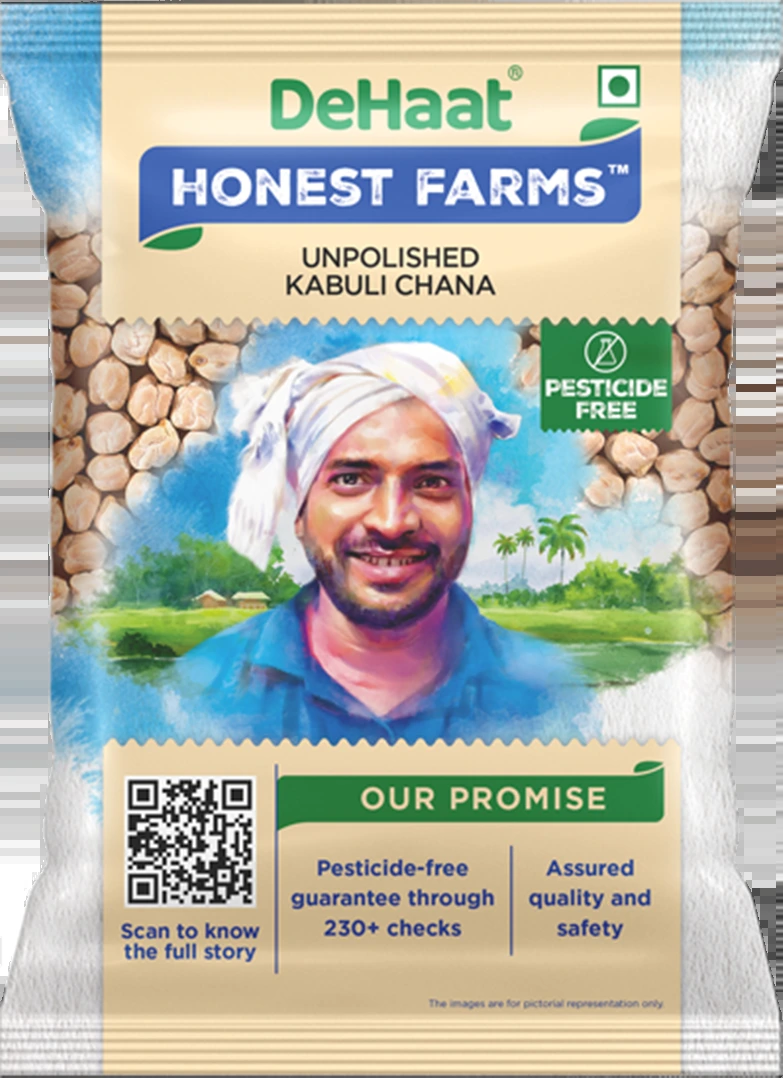 DeHaat®
HONEST FARMS™
UNPOLISHED
KABULI CHANA
PESTICIDE
FREE
OUR PROMISE
Pesticide-free
guarantee through
230+ checks
Assured
quality and
safety
Scan to know
the full story
The images are for pictorial representation only.